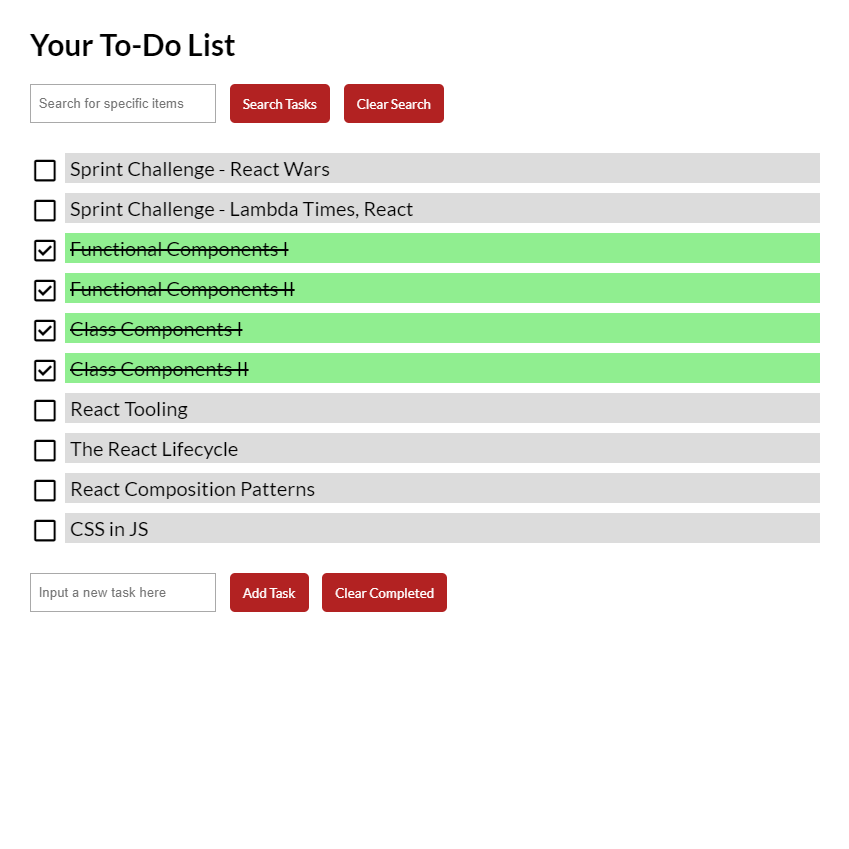 Your To-Do List
Search for specific items Search Tasks Clear Search
Sprint Challenge - React Wars
Sprint Challenge - Lambda Times, React
Functional Components I
Functional Components II
Class Components I
Class Components II
React Tooling
The React Lifecycle
React Composition Patterns
CSS in JS
Input a new task here Add Task Clear Completed